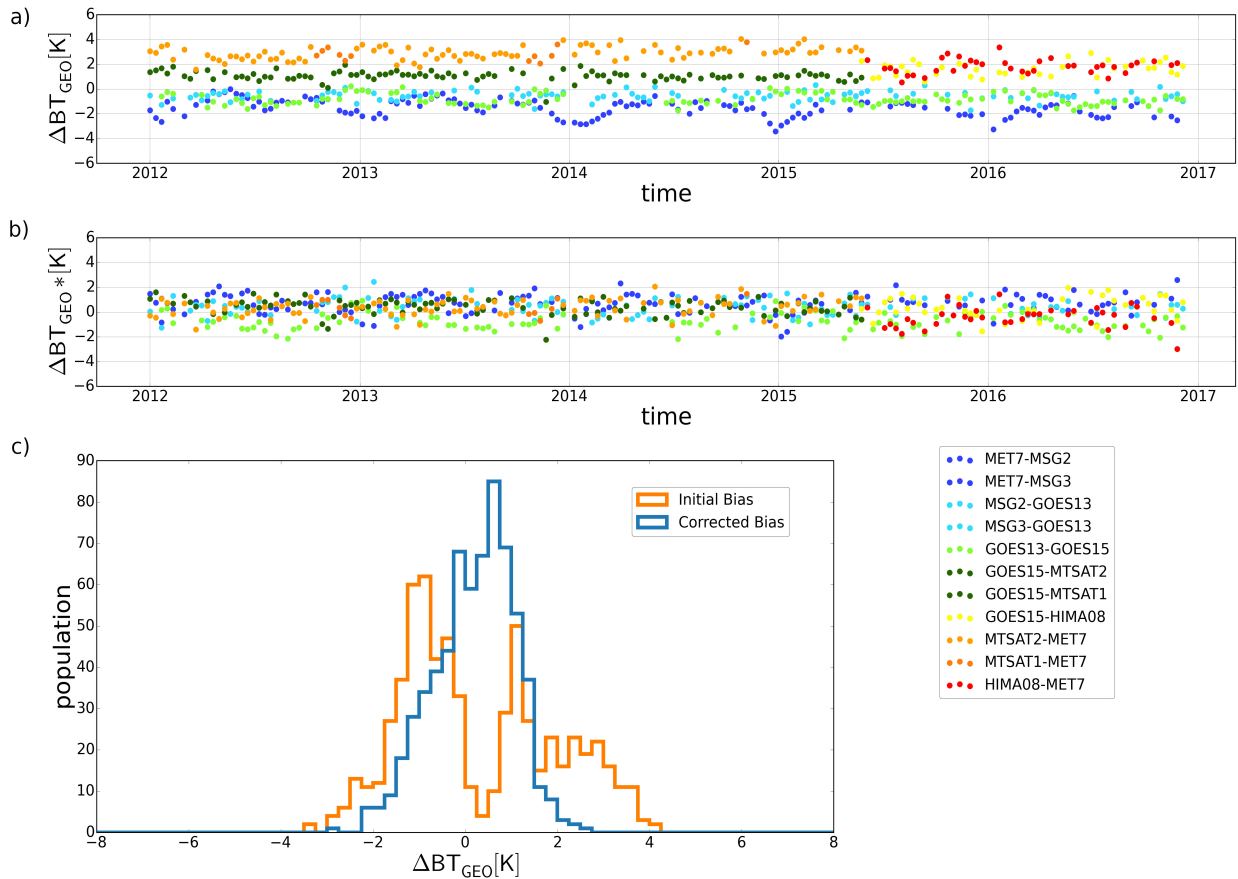 a)
ΔBT_GEO[K]
6
4
2
0
−2
−4
−6
2012 2013 2014 2015 2016 2017
time
b)
ΔBT_GEO*[K]
6
4
2
0
−2
−4
−6
2012 2013 2014 2015 2016 2017
time
c)
population
90
80
70
60
50
40
30
20
10
0
−8 −6 −4 −2 0 2 4 6 8
ΔBT_GEO[K]
Initial Bias
Corrected Bias
MET7-MSG2
MET7-MSG3
MSG2-GOES13
MSG3-GOES13
GOES13-GOES15
GOES15-MTSAT2
GOES15-MTSAT1
GOES15-HIMA08
MTSAT2-MET7
MTSAT1-MET7
HIMA08-MET7